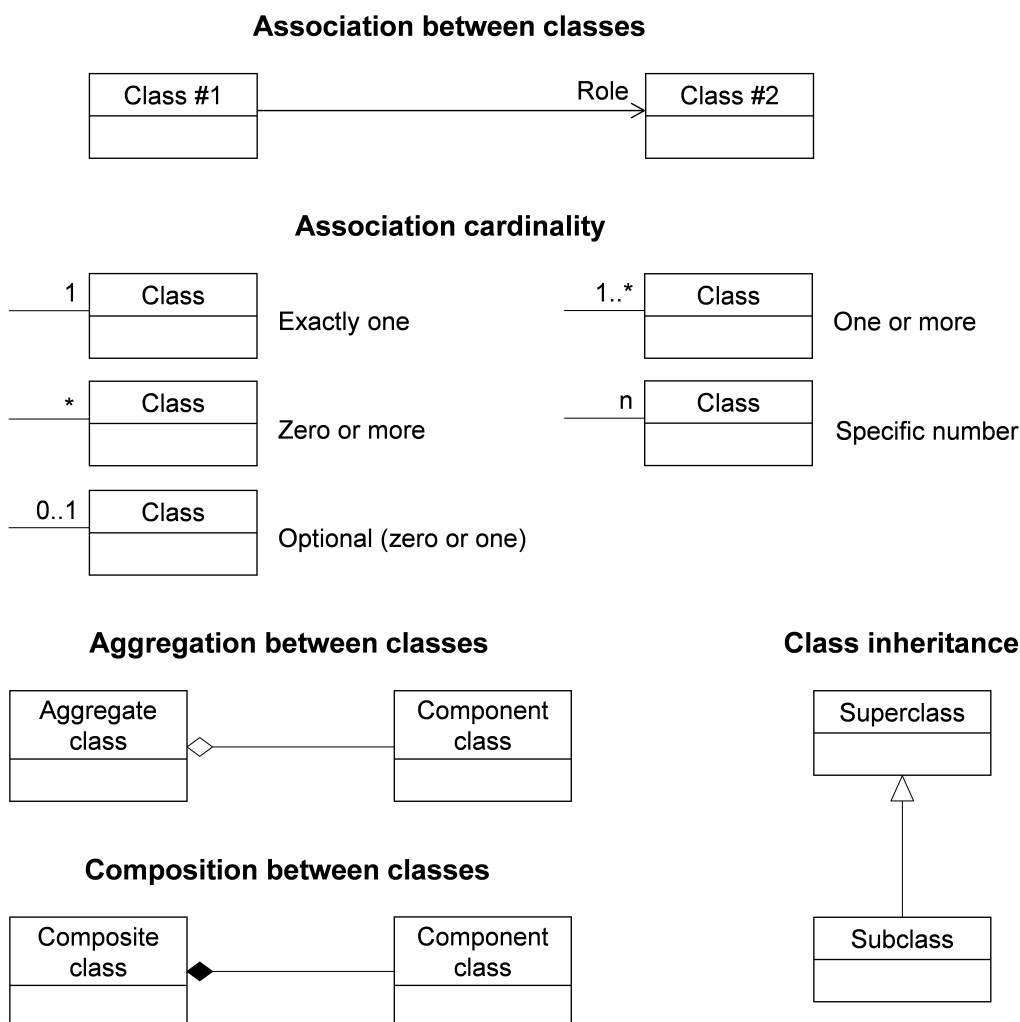 Association between classes
Class #1
Role
Class #2
Association cardinality
1
Class
Exactly one
1..*
Class
One or more
*
Class
Zero or more
n
Class
Specific number
0..1
Class
Optional (zero or one)
Aggregation between classes
Class inheritance
Aggregate
class
Component
class
Superclass
Composition between classes
Composite
class
Component
class
Subclass